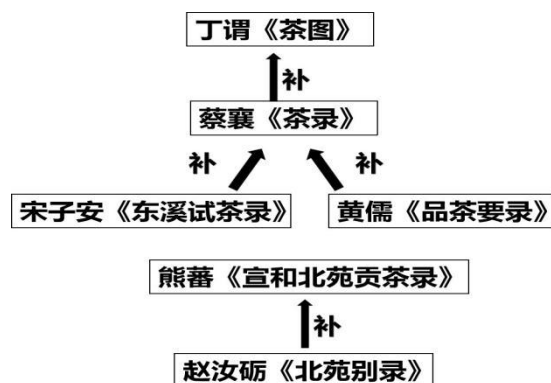 丁谓《茶图》
补
蔡襄《茶录》
补 补
宋子安《东溪试茶录》 黄儒《品茶要录》
熊蕃《宣和北苑贡茶录》
补
赵汝砺《北苑别录》